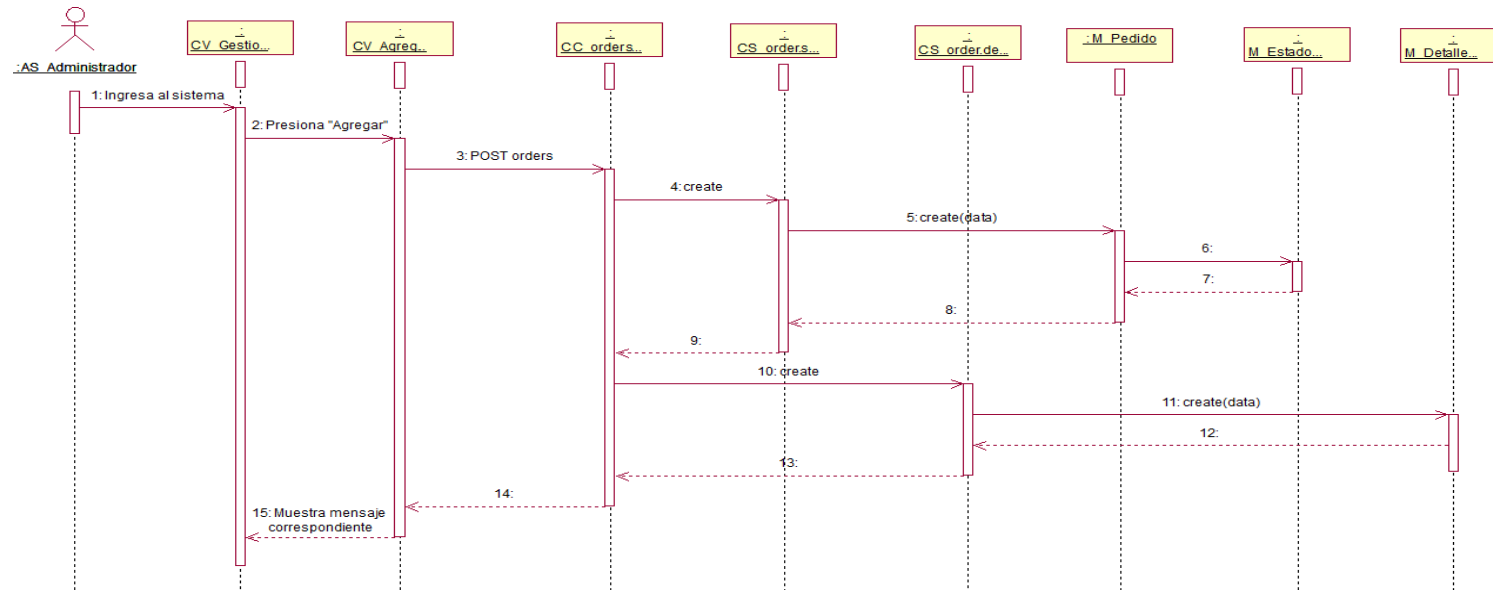 :AS_Administrador
:
CV_Gestio...
:
CV_Agreg..
:
CC_orders...
:
CS_order.s...
:
CS_order.de...
:M_Pedido
:
M_Estado...
:
M_Detalle...
1: Ingresa al sistema
2: Presiona "Agregar"
3: POST orders
4: create
5: create(data)
6:
7:
8:
9:
10: create
11: create(data)
12:
13:
14:
15: Muestra mensaje
correspondiente